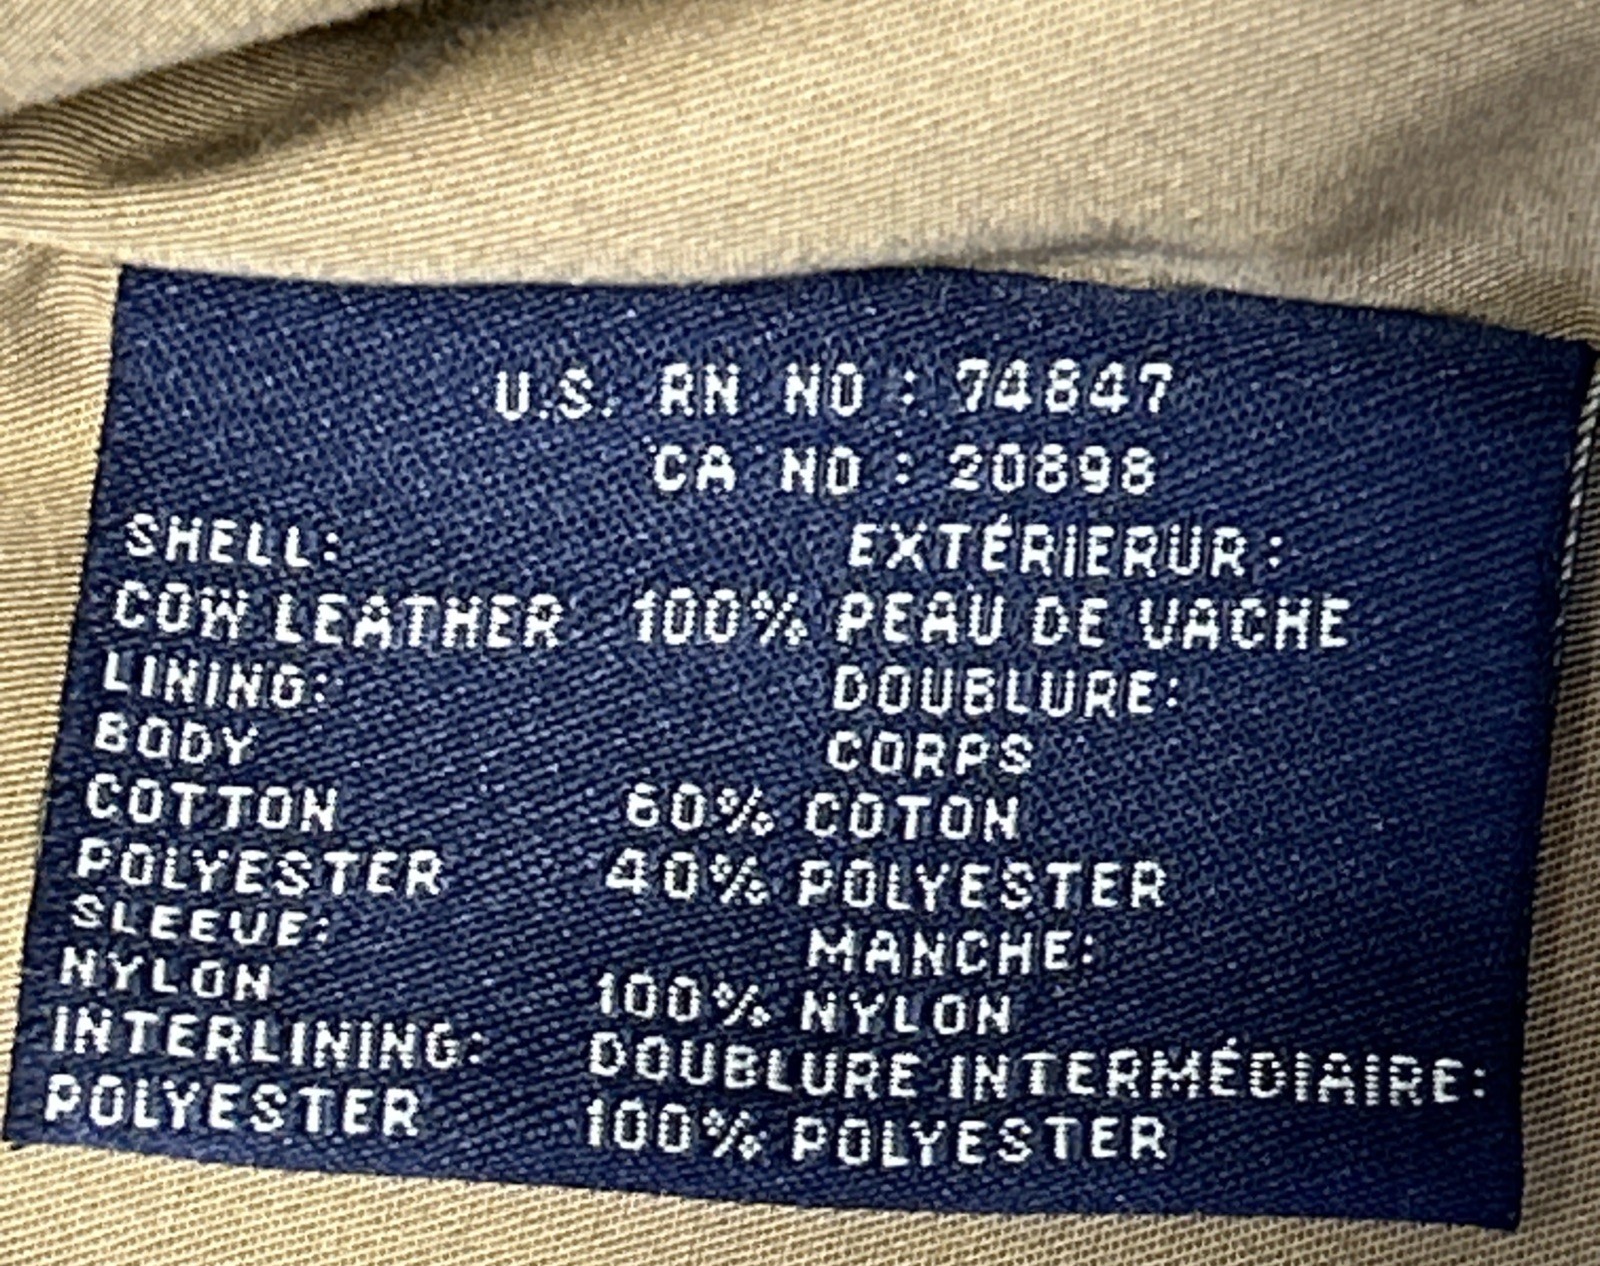 U.S. RN NO : 74847
CA NO : 20898
SHELL: EXTÉRIERUR:
COW LEATHER 100% PEAU DE VACHE
LINING: DOUBLURE:
BODY CORPS
COTTON 60% COTON
POLYESTER 40% POLYESTER
SLEEVE: MANCHE:
NYLON 100% NYLON
INTERLINING: DOUBLURE INTERMÉDIAIRE:
POLYESTER 100% POLYESTER